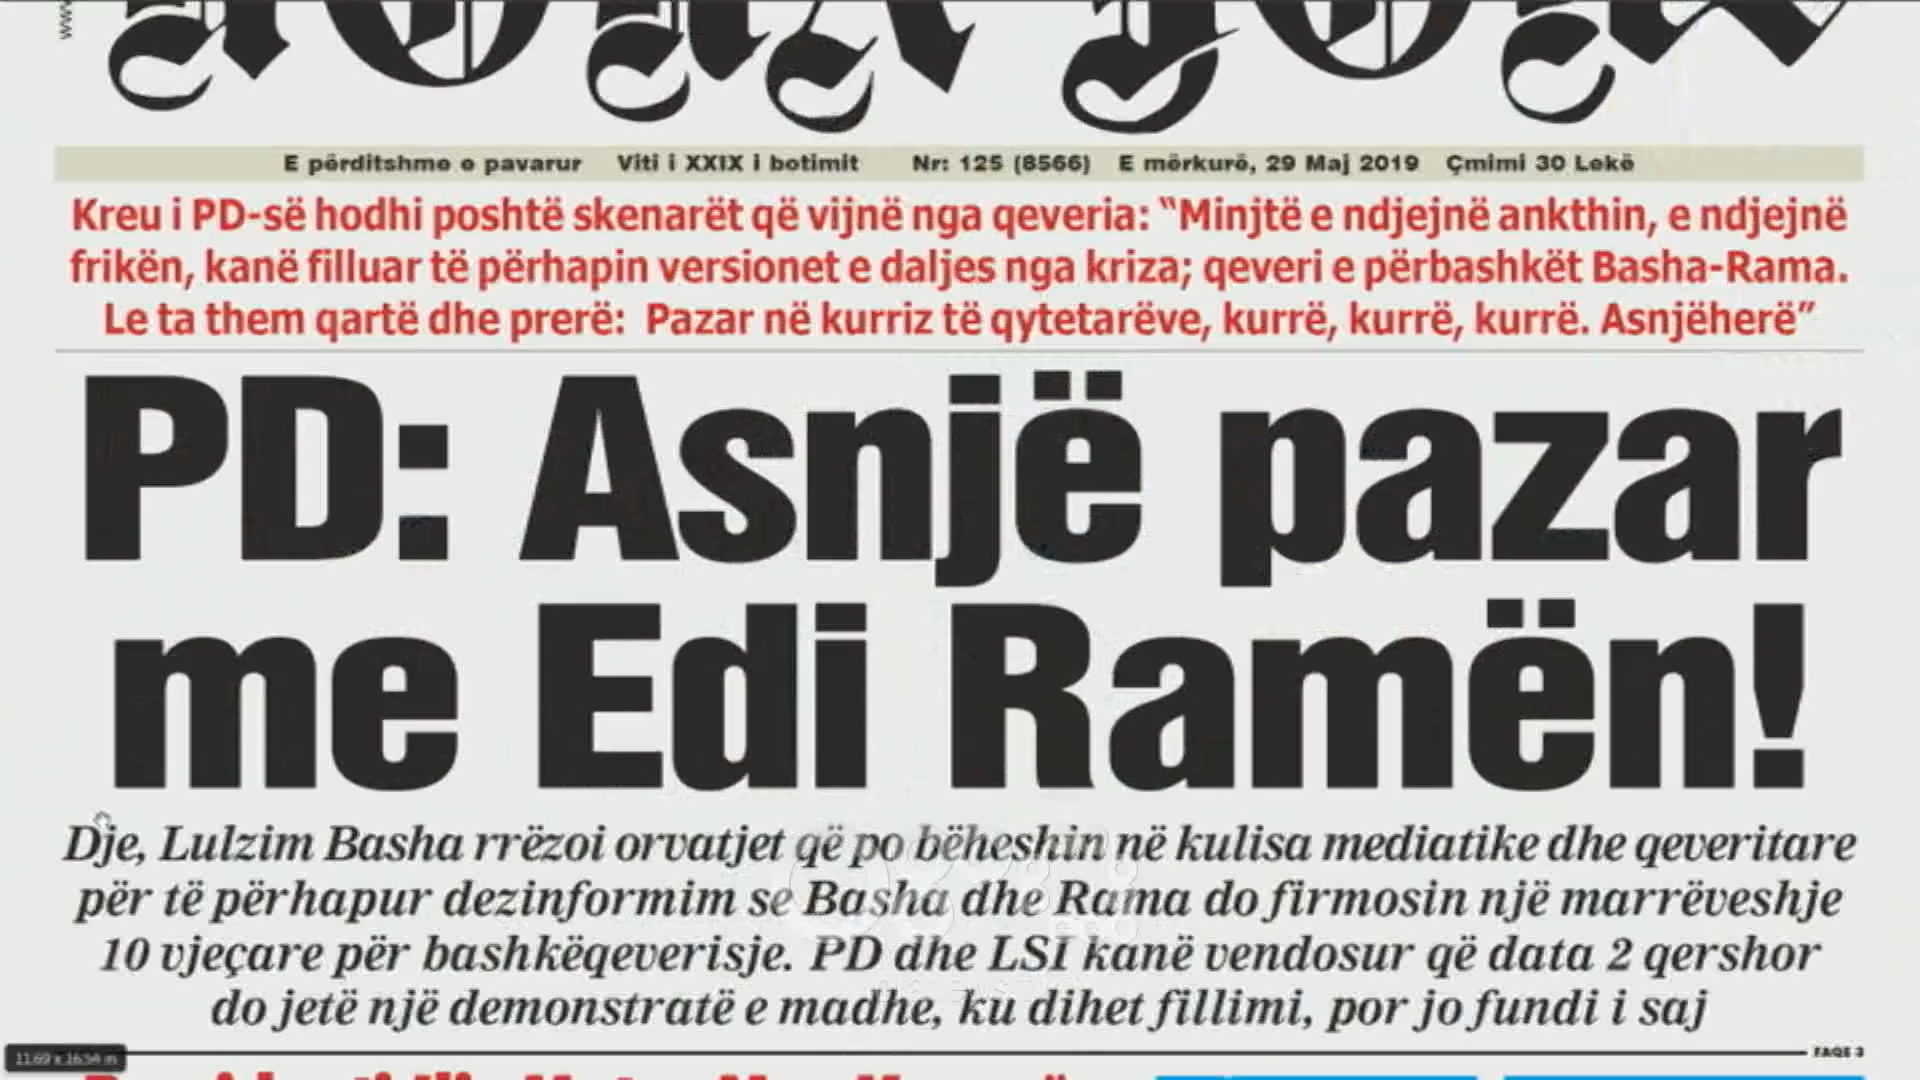 E përditshme e pavarur Viti i XXIX i botimit Nr: 125 (8566) E mërkurë, 29 Maj 2019 Çmimi 30 Lekë
Kreu i PD-së hodhi poshtë skenarët që vijnë nga qeveria: “Minjtë e ndjejnë ankthin, e ndjejnë
frikën, kanë filluar të përhapin versionet e daljes nga kriza; qeveri e përbashkët Basha-Rama.
Le ta them qartë dhe prerë: Pazar në kurriz të qytetarëve, kurrë, kurrë, kurrë. Asnjëherë”
PD: Asnjë pazar
me Edi Ramën!
Dje, Lulzim Basha rrëzoi orvatjet që po bëheshin në kulisa mediatike dhe qeveritare
për të përhapur dezinformim se Basha dhe Rama do firmosin një marrëveshje
10 vjeçare për bashkëqeverisje. PD dhe LSI kanë vendosur që data 2 qershor
do jetë një demonstratë e madhe, ku dihet fillimi, por jo fundi i saj
FAQE 3